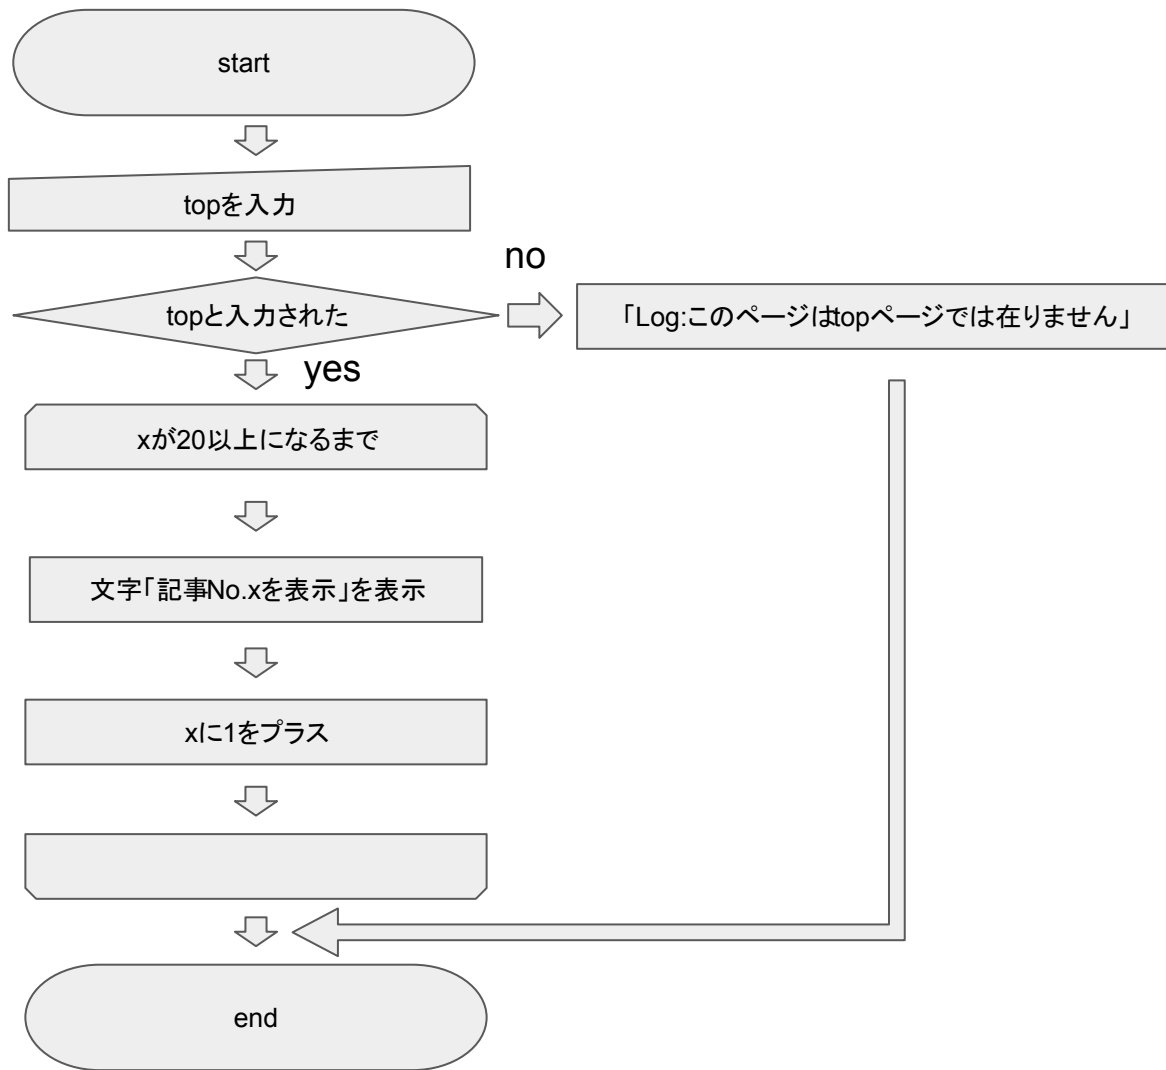 start
topを入力
topと入力された
no
「Log:このページはtopページでは在りません」
yes
xが20以上になるまで
文字「記事No.xを表示」を表示
xに1をプラス
end